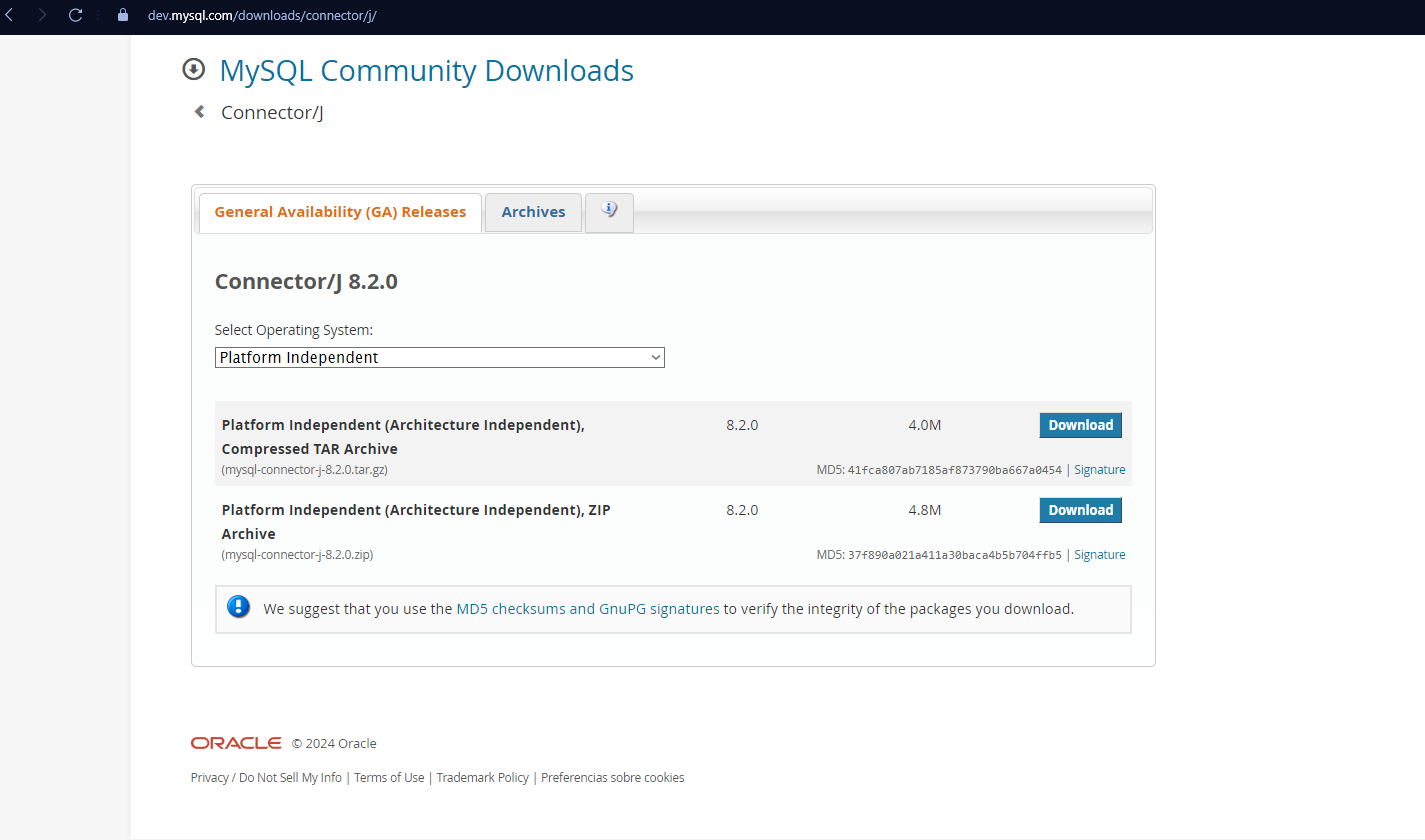 dev.mysql.com/downloads/connector/j/
MySQL Community Downloads
Connector/J
General Availability (GA) Releases
Archives
Connector/J 8.2.0
Select Operating System:
Platform Independent
Platform Independent (Architecture Independent), 8.2.0 4.0M Download
Compressed TAR Archive
(mysql-connector-j-8.2.0.tar.gz) MD5: 41fca807ab7185af873790ba667a0454 | Signature
Platform Independent (Architecture Independent), ZIP 8.2.0 4.8M Download
Archive
(mysql-connector-j-8.2.0.zip) MD5: 37f890a021a411a30baca4b5b704ffb5 | Signature
We suggest that you use the MD5 checksums and GnuPG signatures to verify the integrity of the packages you download.
ORACLE © 2024 Oracle
Privacy / Do Not Sell My Info | Terms of Use | Trademark Policy | Preferencias sobre cookies